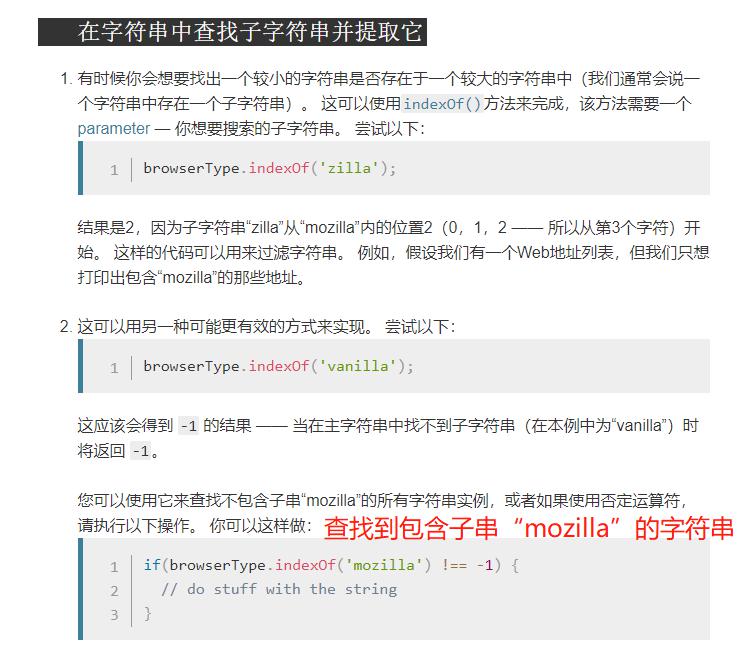 在字符串中查找子字符串并提取它
1. 有时候你会想要找出一个较小的字符串是否存在于一个较大的字符串中（我们通常会说一
个字符串中存在一个子字符串）。 这可以使用indexOf()方法来完成，该方法需要一个
parameter — 你想要搜索的子字符串。 尝试以下：
1 browserType.indexOf('zilla');
结果是2，因为子字符串“zilla”从“mozilla”内的位置2（0，1，2 —— 所以从第3个字符）开
始。 这样的代码可以用来过滤字符串。 例如，假设我们有一个Web地址列表，但我们只想
打印出包含“mozilla”的那些地址。
2. 这可以用另一种可能更有效的方式来实现。 尝试以下：
1 browserType.indexOf('vanilla');
这应该会得到 -1 的结果 —— 当在主字符串中找不到子字符串（在本例中为“vanilla”）时
将返回 -1。
您可以使用它来查找不包含子串“mozilla”的所有字符串实例，或者如果使用否定运算符，
请执行以下操作。 你可以这样做： 查找到包含子串“mozilla”的字符串
1 if(browserType.indexOf('mozilla') !== -1) {
2 // do stuff with the string
3 }